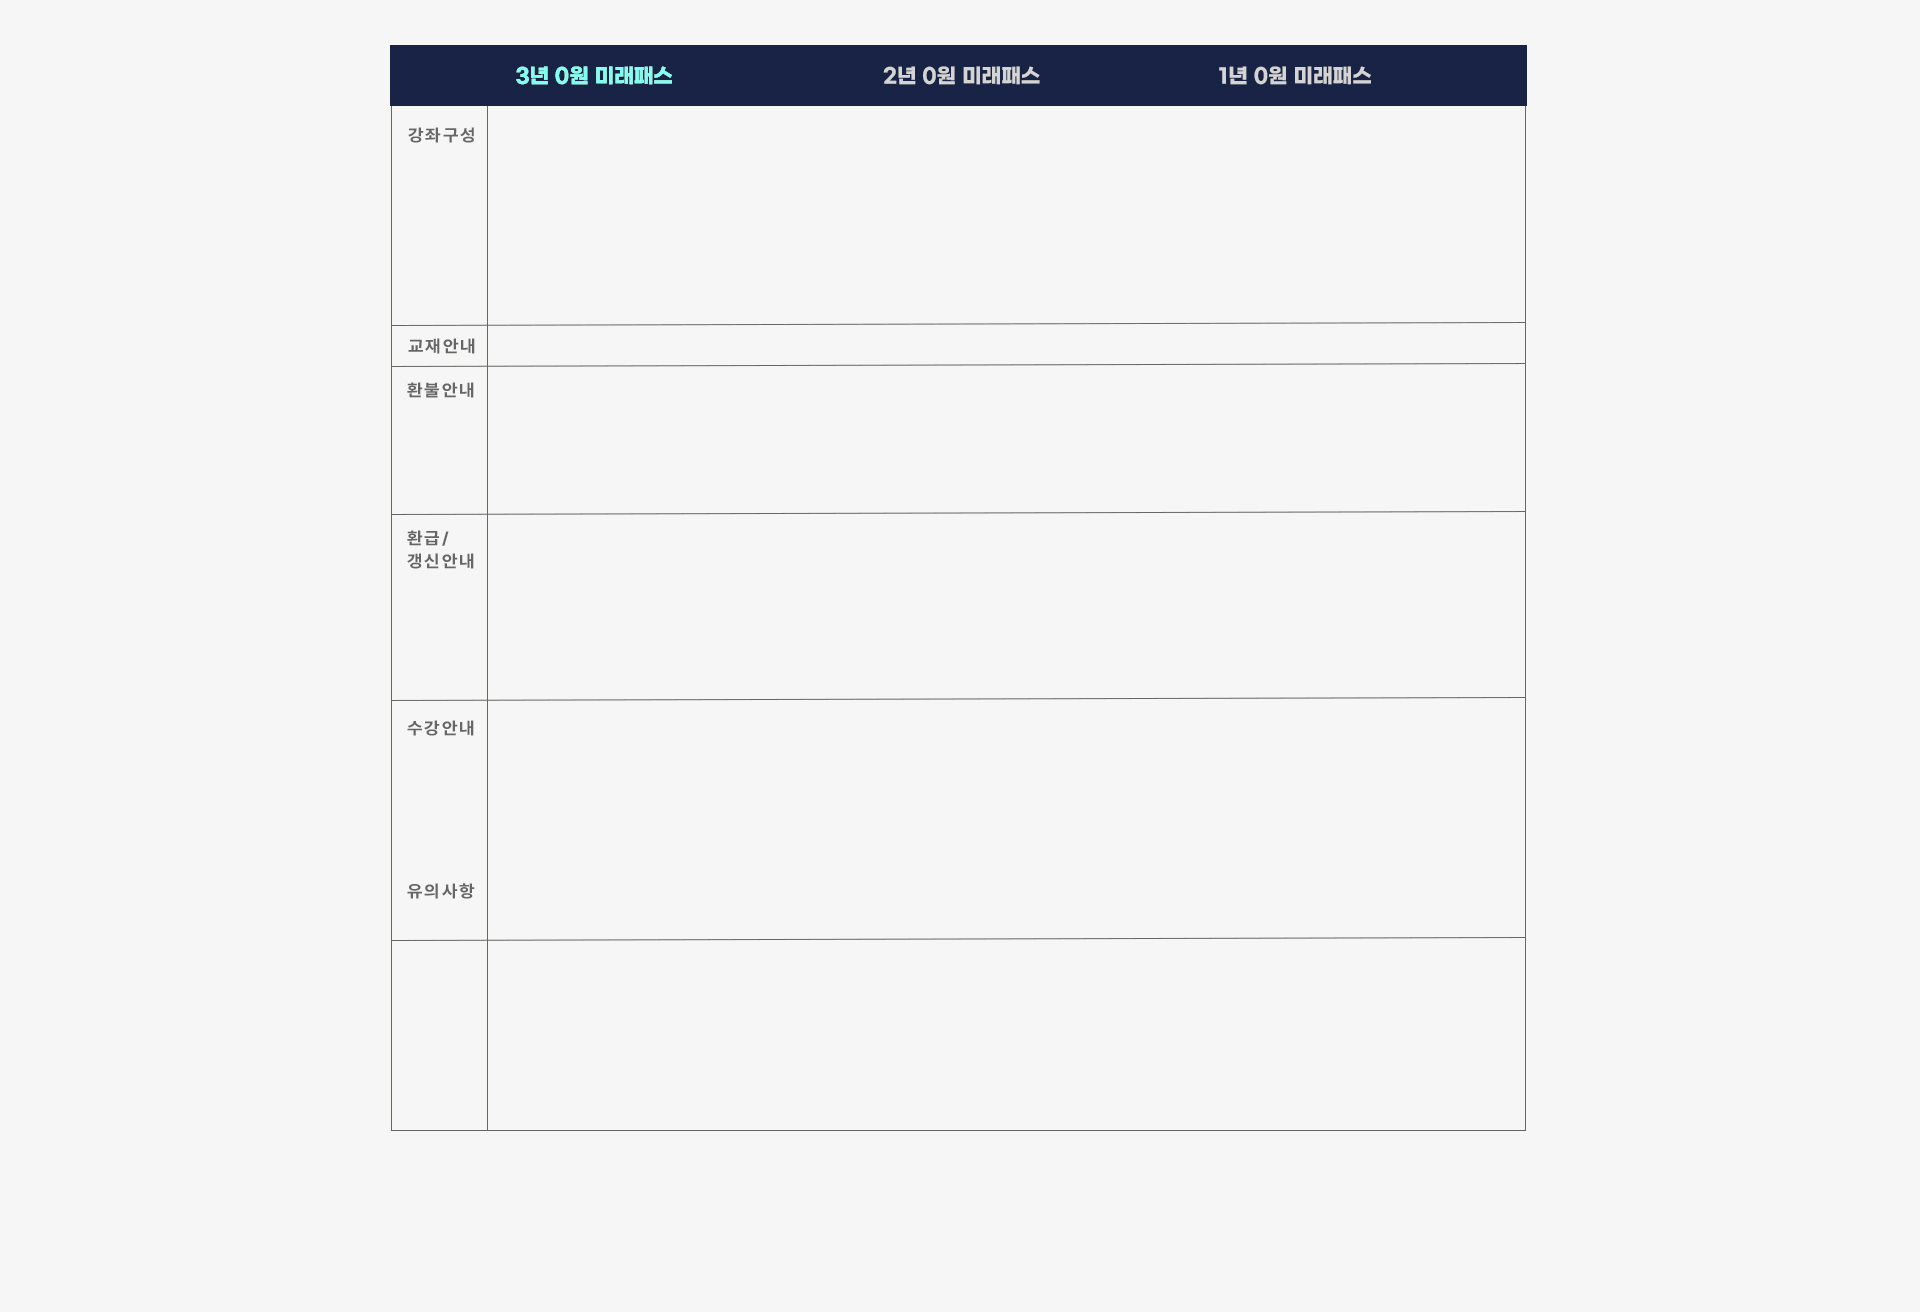 3년 0원 미래패스 2년 0원 미래패스 1년 0원 미래패스
강좌구성
교재안내
환불안내
환급/
갱신안내
수강안내
유의사항